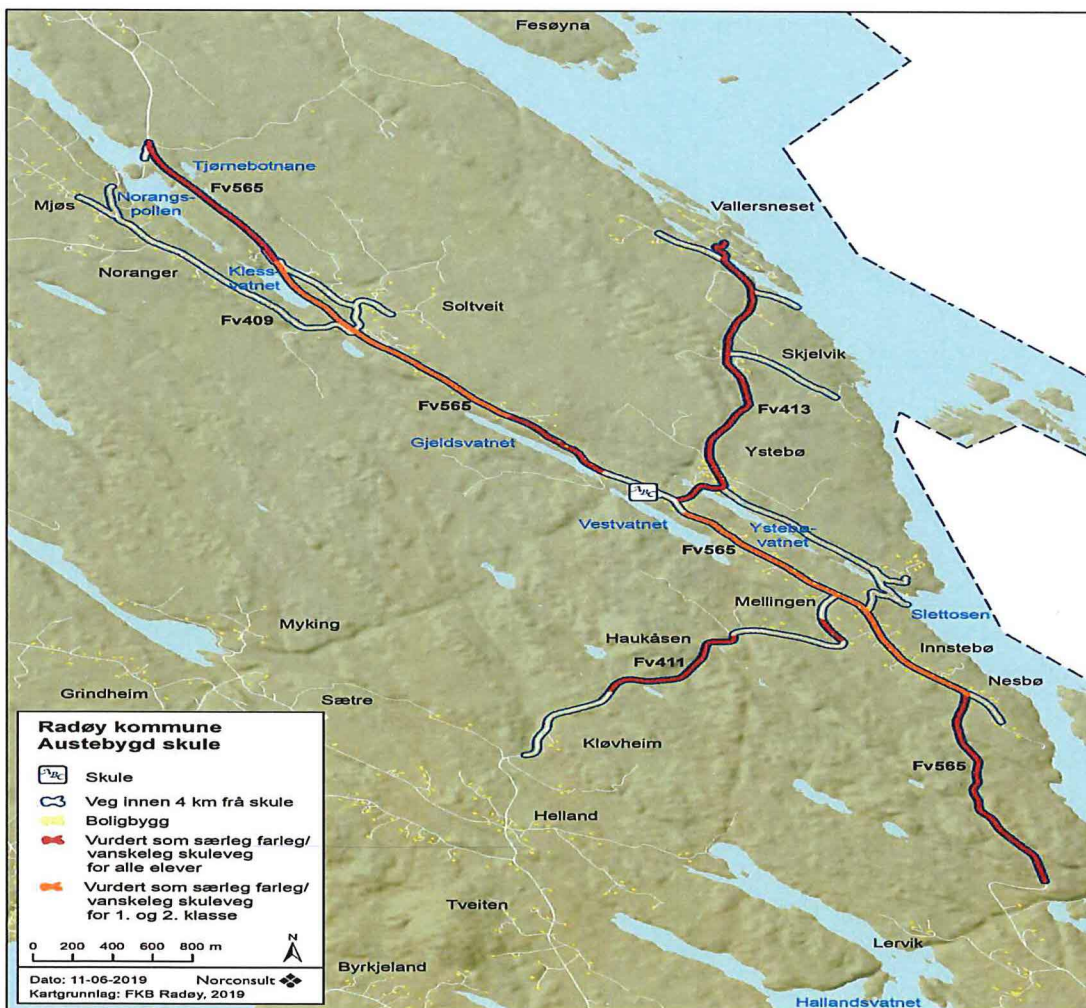 Fesøyna
Tjørnebotnane
Fv565
Mjøs
Norangs-
pollen
Vallersneset
Noranger
Kless-
vatnet
Soltveit
Fv409
Skjelvik
Fv565
Fv413
Gjeldsvatnet
Ystebø
ABC
Vestvatnet
Ystebø-
vatnet
Fv565
Mellingen
Slettosen
Myking
Haukåsen
Innstebø
Fv411
Nesbø
Grindheim
Sætre
Kløvheim
Fv565
Helland
Tveiten
Lervik
Byrkjeland
Hallandsvatnet
Radøy kommune
Austebygd skule
ABC Skule
Veg innen 4 km frå skule
Boligbygg
Vurdert som særleg farleg/
vanskeleg skuleveg
for alle elever
Vurdert som særleg farleg/
vanskeleg skuleveg
for 1. og 2. klasse
N
0 200 400 600 800 m
Dato: 11-06-2019 Norconsult
Kartgrunnlag: FKB Radøy, 2019